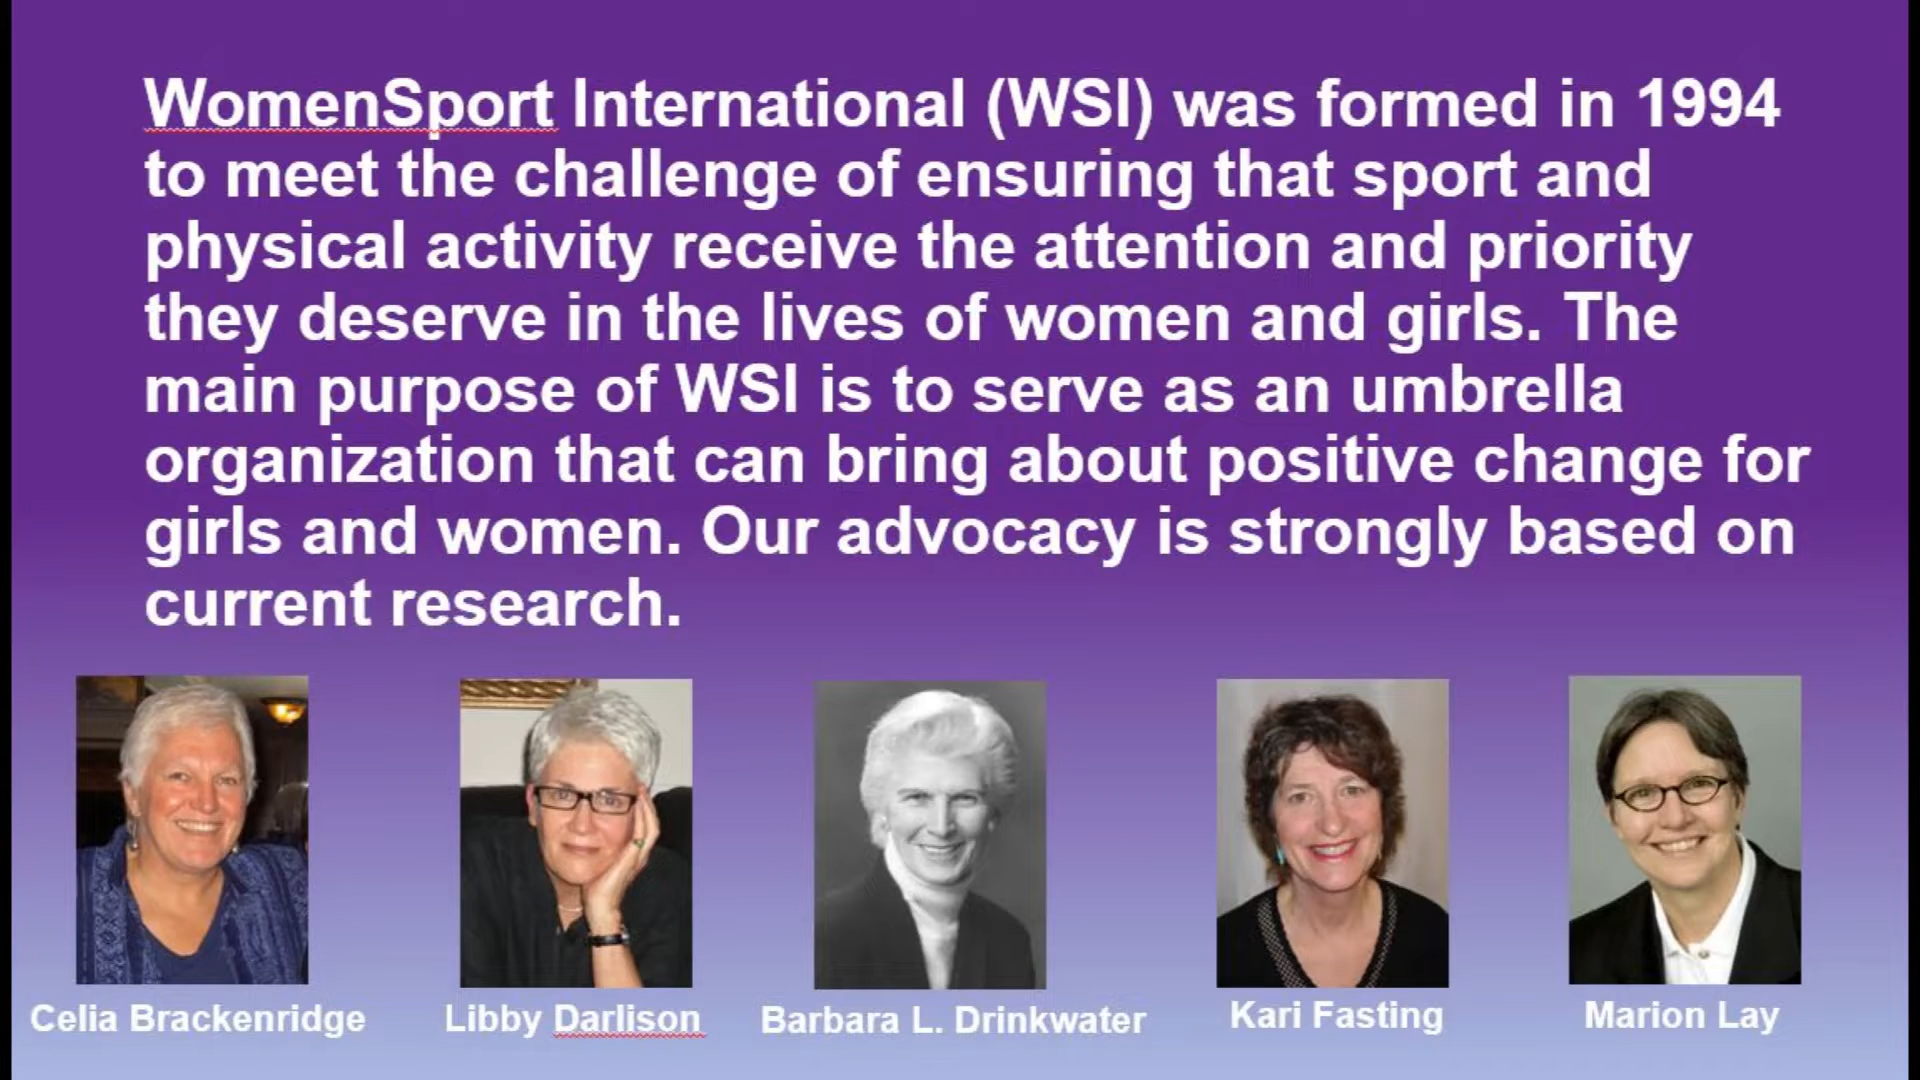 WomenSport International (WSI) was formed in 1994
to meet the challenge of ensuring that sport and
physical activity receive the attention and priority
they deserve in the lives of women and girls. The
main purpose of WSI is to serve as an umbrella
organization that can bring about positive change for
girls and women. Our advocacy is strongly based on
current research.
Celia Brackenridge
Libby Darlison
Barbara L. Drinkwater
Kari Fasting
Marion Lay